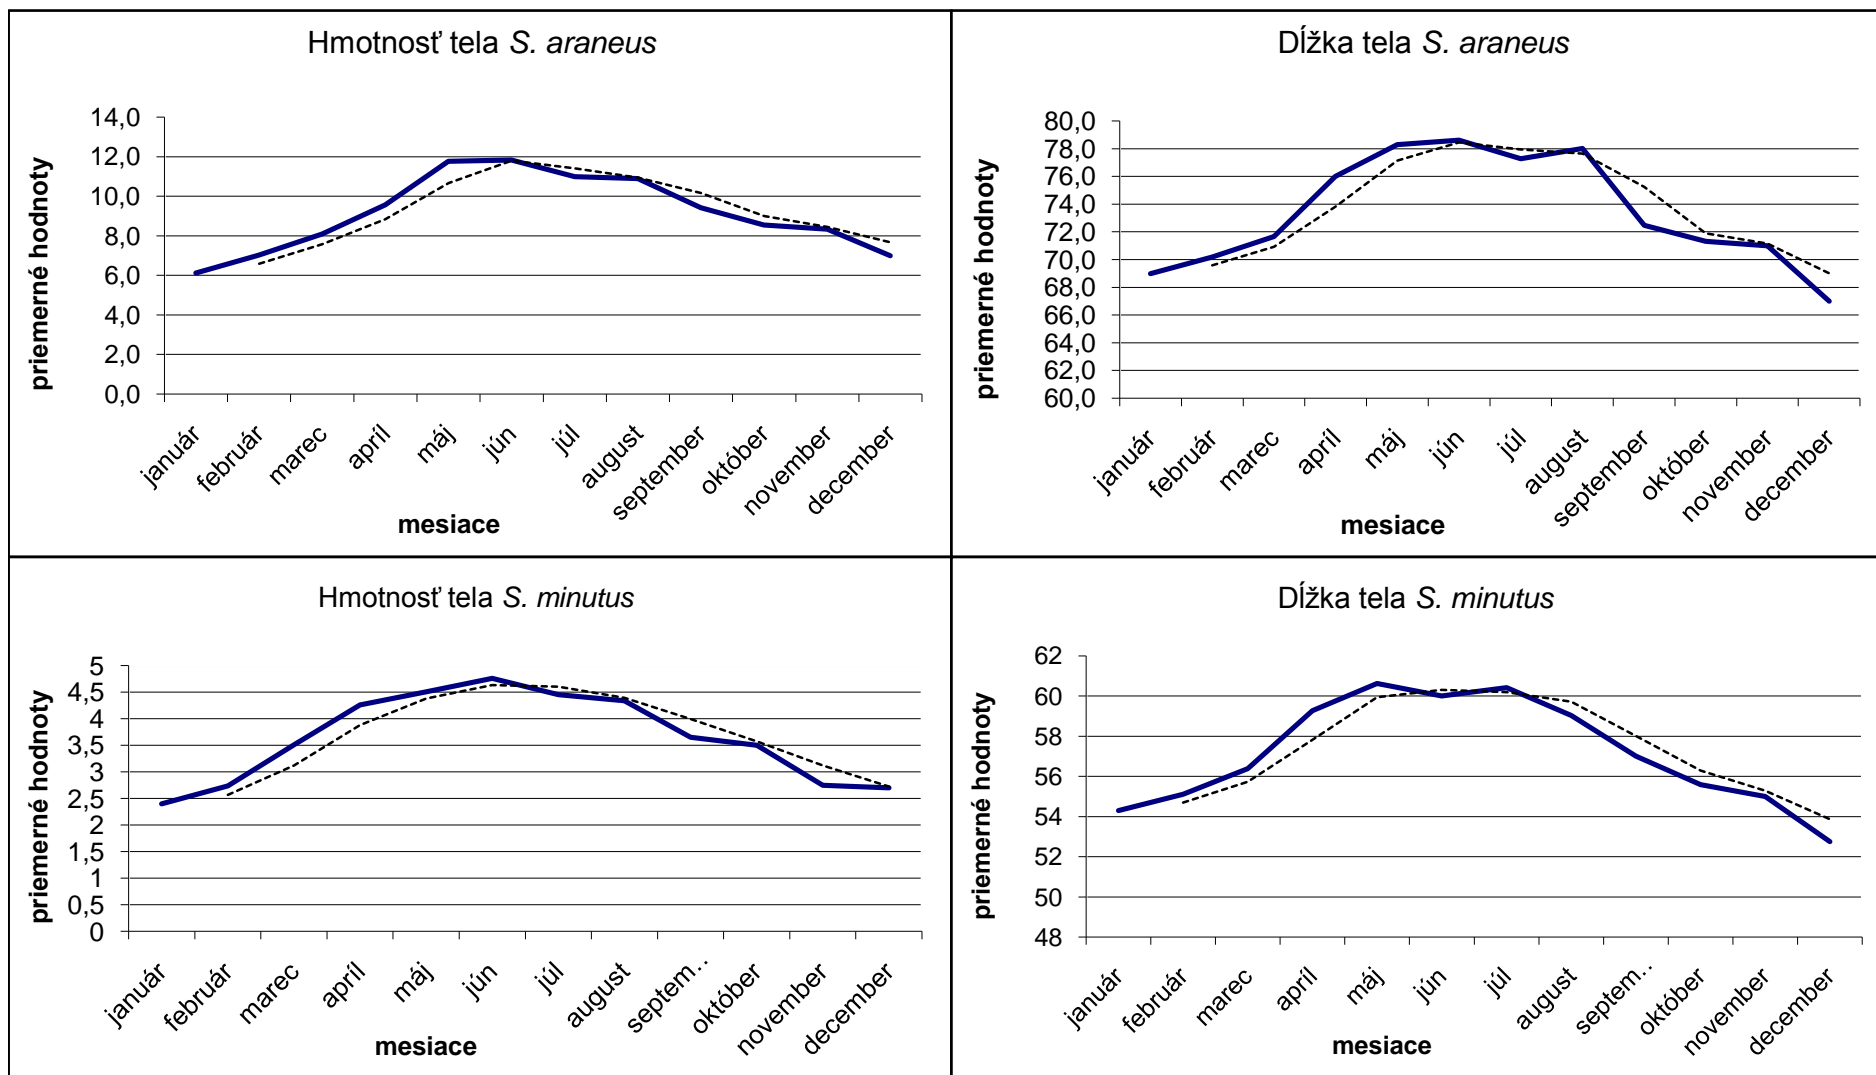 Hmotnosť tela S. araneus
priemerné hodnoty
14,0
12,0
10,0
8,0
6,0
4,0
2,0
0,0
január
február
marec
apríl
máj
jún
júl
august
september
október
november
december
mesiace
Dĺžka tela S. araneus
priemerné hodnoty
80,0
78,0
76,0
74,0
72,0
70,0
68,0
66,0
64,0
62,0
60,0
január
február
marec
apríl
máj
jún
júl
august
september
október
november
december
mesiace
Hmotnosť tela S. minutus
priemerné hodnoty
5
4,5
4
3,5
3
2,5
2
1,5
1
0,5
0
január
február
marec
apríl
máj
jún
júl
august
septem…
október
november
december
mesiace
Dĺžka tela S. minutus
priemerné hodnoty
62
60
58
56
54
52
50
48
január
február
marec
apríl
máj
jún
júl
august
septem…
október
november
december
mesiace